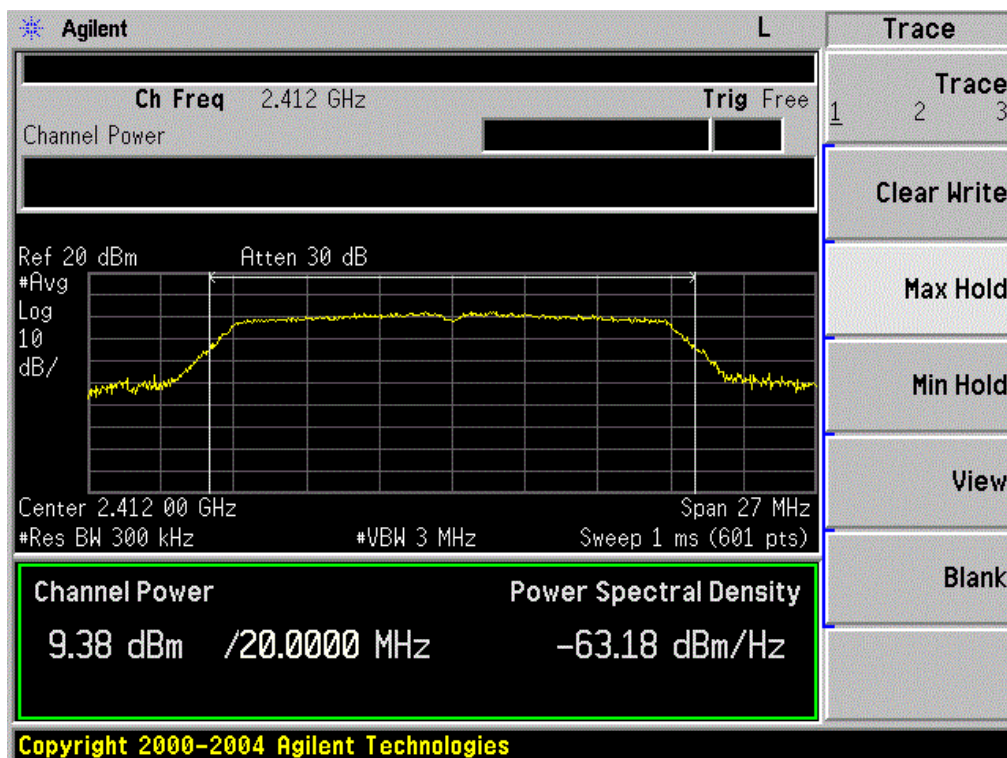 Agilent L Trace
Ch Freq 2.412 GHz Trig Free
Channel Power
Trace
1 2 3
Clear Write
Max Hold
Min Hold
View
Blank
Ref 20 dBm Atten 30 dB
#Avg
Log
10
dB/
Center 2.412 00 GHz Span 27 MHz
#Res BW 300 kHz #VBW 3 MHz Sweep 1 ms (601 pts)
Channel Power Power Spectral Density
9.38 dBm /20.0000 MHz -63.18 dBm/Hz
Copyright 2000-2004 Agilent Technologies